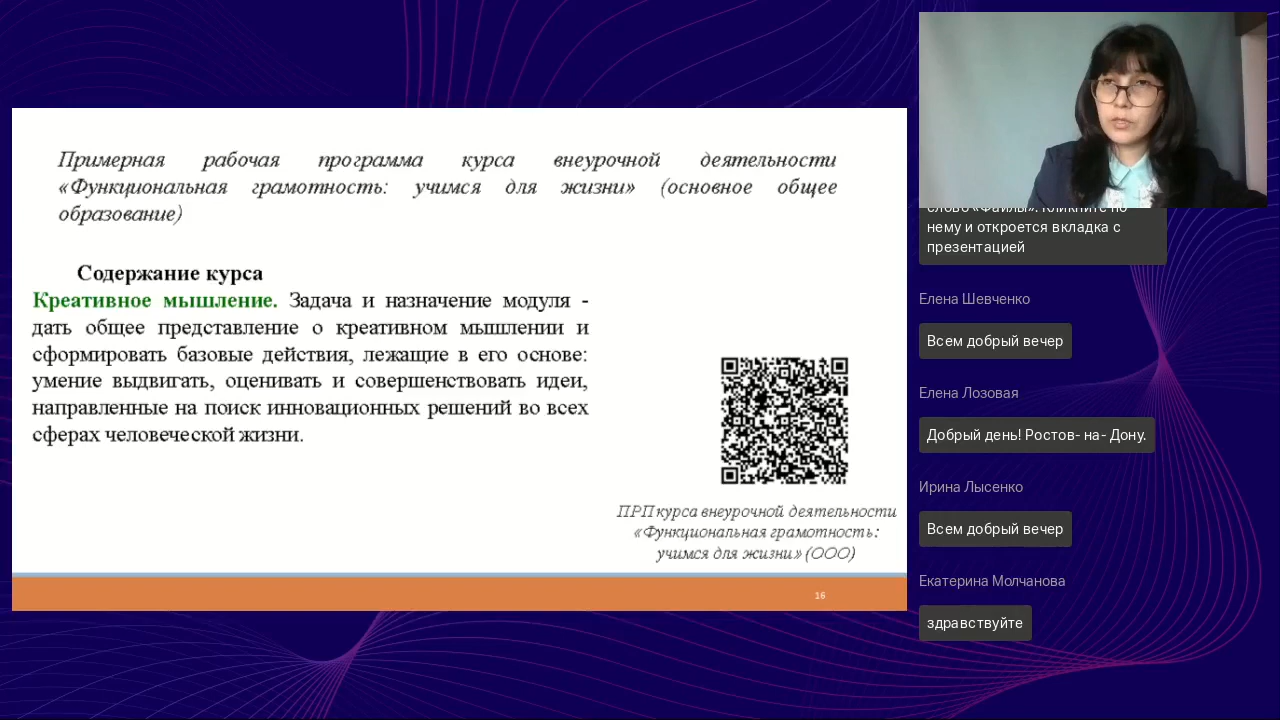 Примерная рабочая программа курса внеурочной деятельности
«Функциональная грамотность: учимся для жизни» (основное общее
образование)
Содержание курса
Креативное мышление. Задача и назначение модуля -
дать общее представление о креативном мышлении и
сформировать базовые действия, лежащие в его основе:
умение выдвигать, оценивать и совершенствовать идеи,
направленные на поиск инновационных решений во всех
сферах человеческой жизни.
ПРП курса внеурочной деятельности
«Функциональная грамотность:
учимся для жизни» (ООО)
16
слово «Файлы». Кликните по
нему и откроется вкладка с
презентацией
Елена Шевченко
Всем добрый вечер
Елена Лозовая
Добрый день! Ростов- на- Дону.
Ирина Лысенко
Всем добрый вечер
Екатерина Молчанова
здравствуйте